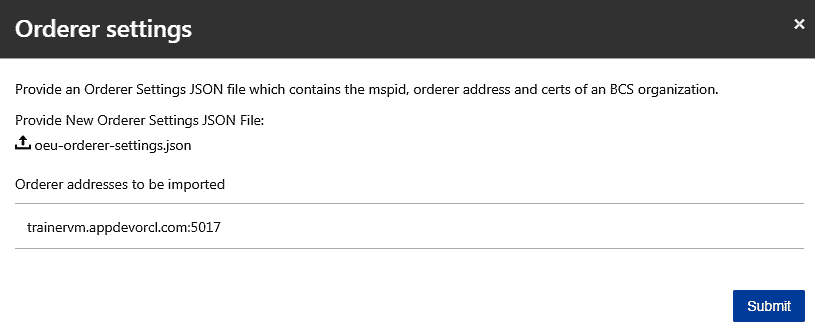 Orderer settings
×
Provide an Orderer Settings JSON file which contains the mspid, orderer address and certs of an BCS organization.
Provide New Orderer Settings JSON File:
oeu-orderer-settings.json
Orderer addresses to be imported
trainervm.appdevorcl.com:5017
Submit